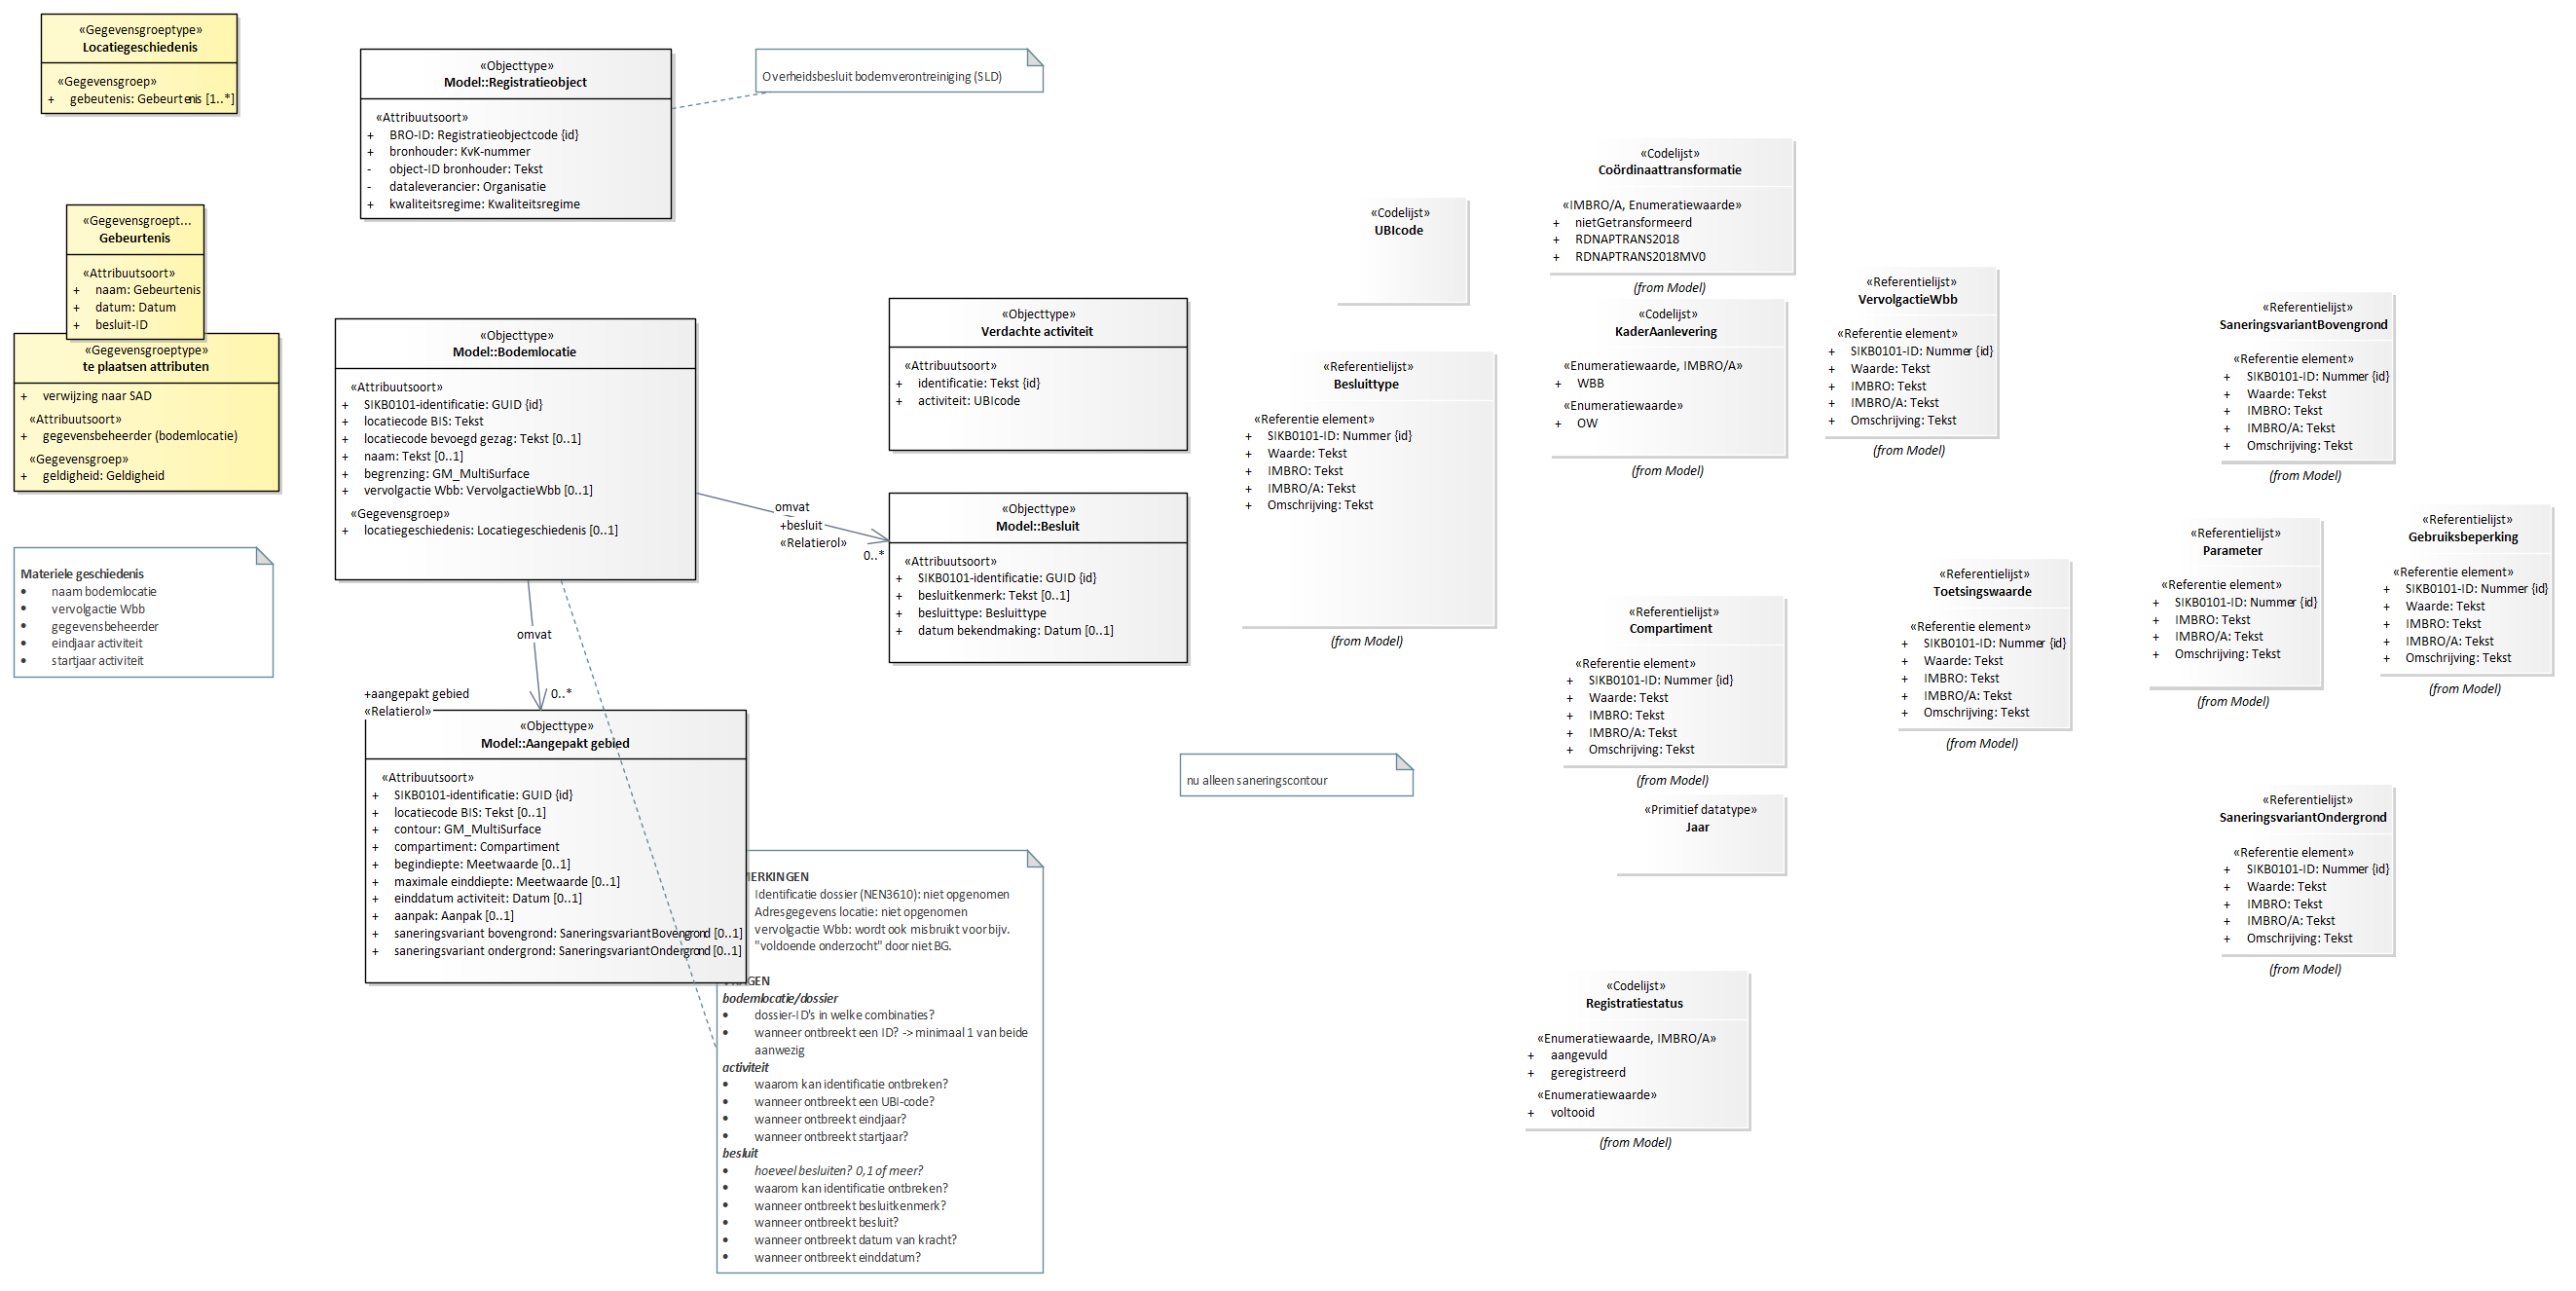 «Gegevensgroeptype»
Locatiegeschiedenis
«Gegevensgroep»
+ gebeutenis: Gebeurtenis [1..*]
«Gegevensgroept...
Gebeurtenis
«Attribuutsoort»
+ naam: Gebeurtenis
+ datum: Datum
+ besluit-ID
«Gegevensgroeptype»
te plaatsen attributen
+ verwijzing naar SAD
«Attribuutsoort»
+ gegevensbeheerder (bodemlocatie)
«Gegevensgroep»
+ geldigheid: Geldigheid
Materiele geschiedenis
• naam bodemlocatie
• vervolgactie Wbb
• gegevensbeheerder
• eindjaar activiteit
• startjaar activiteit
«Objecttype»
Model::Registratieobject
«Attribuutsoort»
+ BRO-ID: Registratieobjectcode {id}
+ bronhouder: KvK-nummer
- object-ID bronhouder: Tekst
- dataleverancier: Organisatie
+ kwaliteitsregime: Kwaliteitsregime
Overheidsbesluit bodemverontreiniging (SLD)
«Objecttype»
Model::Bodemlocatie
«Attribuutsoort»
+ SIKB0101-identificatie: GUID {id}
+ locatiecode BIS: Tekst
+ locatiecode bevoegd gezag: Tekst [0..1]
+ naam: Tekst [0..1]
+ begrenzing: GM_MultiSurface
+ vervolgactie Wbb: VervolgactieWbb [0..1]
«Gegevensgroep»
+ locatiegeschiedenis: Locatiegeschiedenis [0..1]
«Objecttype»
Verdachte activiteit
«Attribuutsoort»
+ identificatie: Tekst {id}
+ activiteit: UBIcode
omvat
+besluit
«Relatierol»
0..*
«Objecttype»
Model::Besluit
«Attribuutsoort»
+ SIKB0101-identificatie: GUID {id}
+ besluitkenmerk: Tekst [0..1]
+ besluittype: Besluittype
+ datum bekendmaking: Datum [0..1]
omvat
+aangepakt gebied
0..*
«Relatierol»
«Objecttype»
Model::Aangepakt gebied
«Attribuutsoort»
+ SIKB0101-identificatie: GUID {id}
+ locatiecode BIS: Tekst [0..1]
+ contour: GM_MultiSurface
+ compartiment: Compartiment
+ begindiepte: Meetwaarde [0..1]
+ maximale einddiepte: Meetwaarde [0..1]
+ einddatum activiteit: Datum [0..1]
+ aanpak: Aanpak [0..1]
+ saneringsvariant bovengrond: SaneringsvariantBovengrond [0..1]
+ saneringsvariant ondergrond: SaneringsvariantOndergrond [0..1]
MERKINGEN
Identificatie dossier (NEN3610): niet opgenomen
Adresgegevens locatie: niet opgenomen
vervolgactie Wbb: wordt ook misbruikt voor bijv.
"voldoende onderzocht" door niet BG.
GEN
bodemlocatie/dossier
• dossier-ID's in welke combinaties?
• wanneer ontbreekt een ID? -> minimaal 1 van beide
aanwezig
activiteit
• waarom kan identificatie ontbreken?
• wanneer ontbreekt een UBI-code?
• wanneer ontbreekt eindjaar?
• wanneer ontbreekt startjaar?
besluit
• hoeveel besluiten? 0,1 of meer?
• waarom kan identificatie ontbreken?
• wanneer ontbreekt besluitkenmerk?
• wanneer ontbreekt besluit?
• wanneer ontbreekt datum van kracht?
• wanneer ontbreekt einddatum?
nu alleen saneringscontour
«Codelijst»
UBIcode
«Referentielijst»
Besluittype
«Referentie element»
+ SIKB0101-ID: Nummer {id}
+ Waarde: Tekst
+ IMBRO: Tekst
+ IMBRO/A: Tekst
+ Omschrijving: Tekst
(from Model)
«Codelijst»
Coördinaattransformatie
«IMBRO/A, Enumeratiewaarde»
+ nietGetransformeerd
+ RDNAPTRANS2018
+ RDNAPTRANS2018MV0
(from Model)
«Codelijst»
KaderAanlevering
«Enumeratiewaarde, IMBRO/A»
+ WBB
«Enumeratiewaarde»
+ OW
(from Model)
«Referentielijst»
Compartiment
«Referentie element»
+ SIKB0101-ID: Nummer {id}
+ Waarde: Tekst
+ IMBRO: Tekst
+ IMBRO/A: Tekst
+ Omschrijving: Tekst
(from Model)
«Primitief datatype»
Jaar
«Codelijst»
Registratiestatus
«Enumeratiewaarde, IMBRO/A»
+ aangevuld
+ geregistreerd
«Enumeratiewaarde»
+ voltooid
(from Model)
«Referentielijst»
VervolgactieWbb
«Referentie element»
+ SIKB0101-ID: Nummer {id}
+ Waarde: Tekst
+ IMBRO: Tekst
+ IMBRO/A: Tekst
+ Omschrijving: Tekst
(from Model)
«Referentielijst»
Toetsingswaarde
«Referentie element»
+ SIKB0101-ID: Nummer {id}
+ Waarde: Tekst
+ IMBRO: Tekst
+ IMBRO/A: Tekst
+ Omschrijving: Tekst
(from Model)
«Referentielijst»
SaneringsvariantBovengrond
«Referentie element»
+ SIKB0101-ID: Nummer {id}
+ Waarde: Tekst
+ IMBRO: Tekst
+ IMBRO/A: Tekst
+ Omschrijving: Tekst
(from Model)
«Referentielijst»
Parameter
«Referentie element»
+ SIKB0101-ID: Nummer {id}
+ IMBRO: Tekst
+ IMBRO/A: Tekst
+ Omschrijving: Tekst
(from Model)
«Referentielijst»
Gebruiksbeperking
«Referentie element»
+ SIKB0101-ID: Nummer {id}
+ Waarde: Tekst
+ IMBRO: Tekst
+ IMBRO/A: Tekst
+ Omschrijving: Tekst
(from Model)
«Referentielijst»
SaneringsvariantOndergrond
«Referentie element»
+ SIKB0101-ID: Nummer {id}
+ Waarde: Tekst
+ IMBRO: Tekst
+ IMBRO/A: Tekst
+ Omschrijving: Tekst
(from Model)